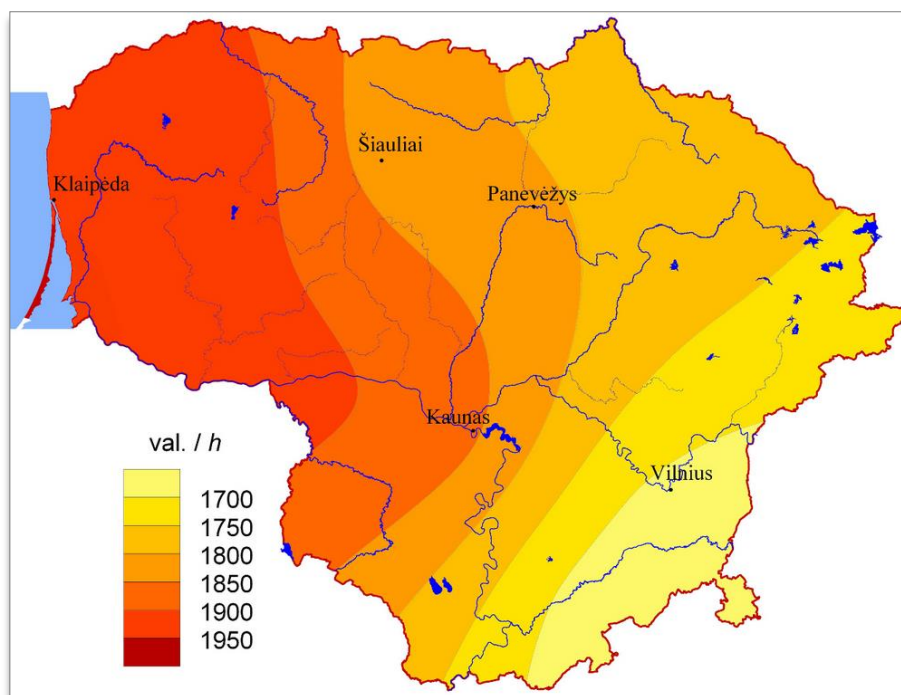 Šiauliai
Klaipėda
Panevėžys
Kaunas
Vilnius
val. / h
1700
1750
1800
1850
1900
1950